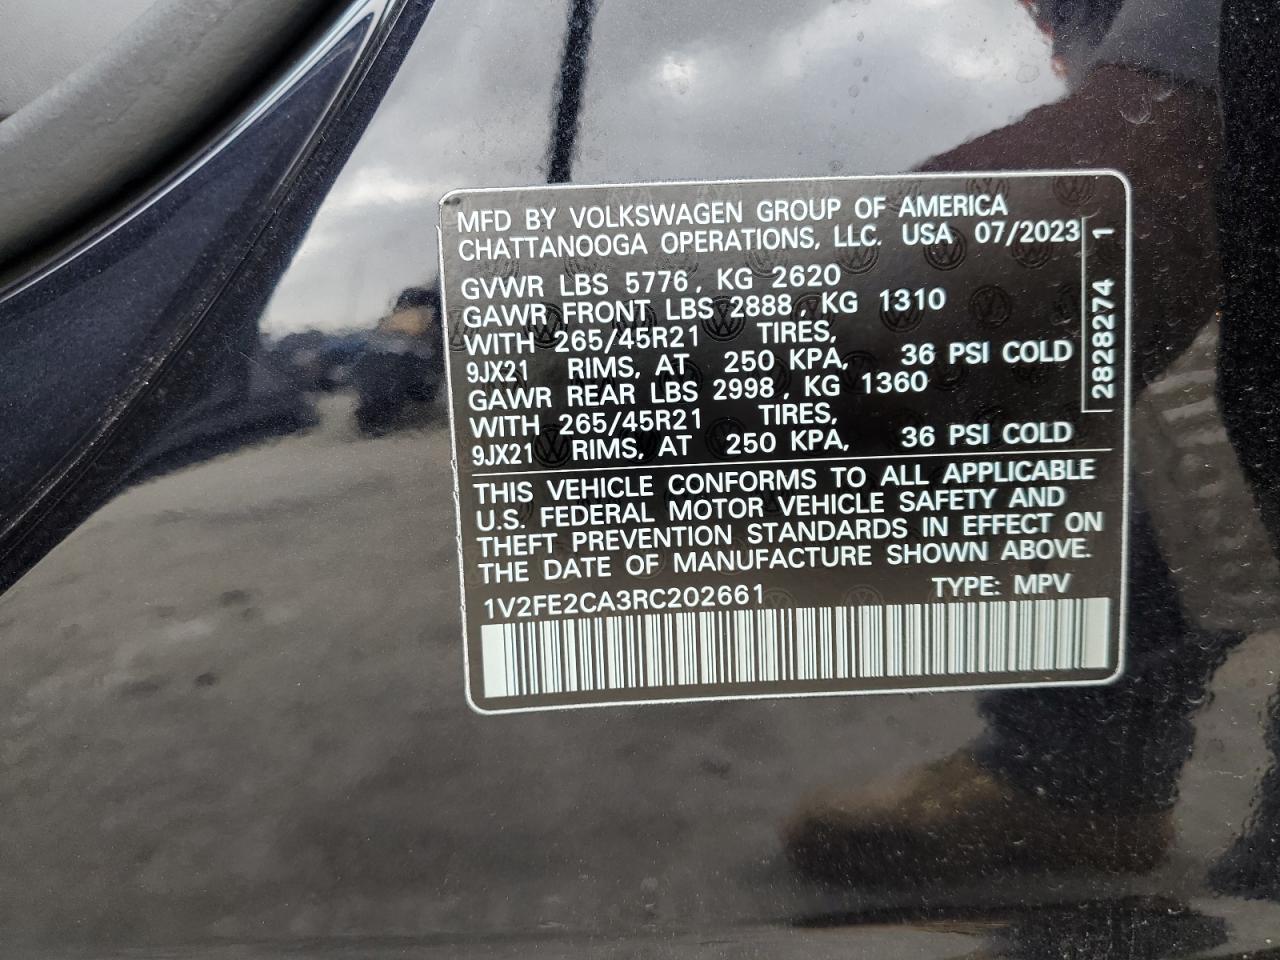 MFD BY VOLKSWAGEN GROUP OF AMERICA
CHATTANOOGA OPERATIONS, LLC. USA 07/2023
GVWR LBS 5776, KG 2620
GAWR FRONT LBS 2888, KG 1310
WITH 265/45R21 TIRES,
9JX21 RIMS, AT 250 KPA, 36 PSI COLD
GAWR REAR LBS 2998, KG 1360
WITH 265/45R21 TIRES,
9JX21 RIMS, AT 250 KPA, 36 PSI COLD
2828274 1
THIS VEHICLE CONFORMS TO ALL APPLICABLE
U.S. FEDERAL MOTOR VEHICLE SAFETY AND
THEFT PREVENTION STANDARDS IN EFFECT ON
THE DATE OF MANUFACTURE SHOWN ABOVE.
1V2FE2CA3RC202661 TYPE: MPV